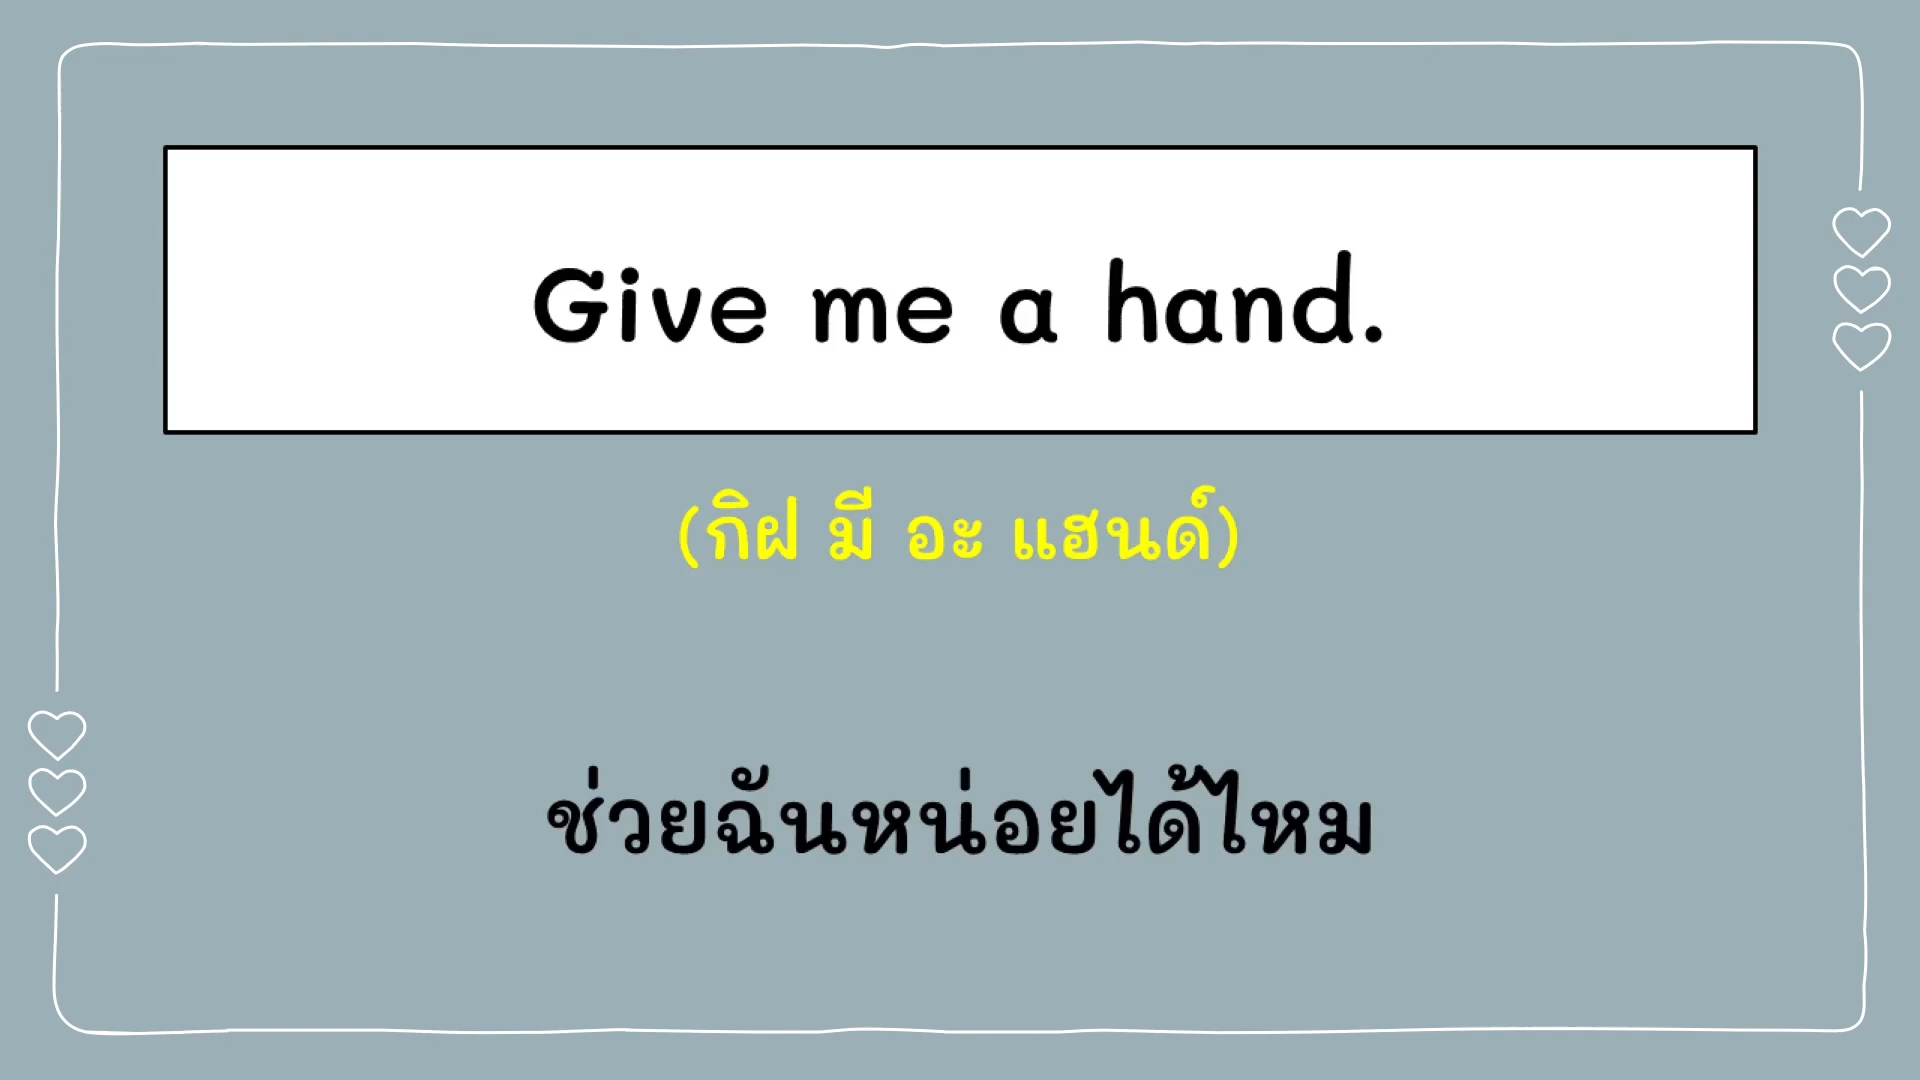 Give me a hand.
(กิฝ มี อะ แฮนด์)
ช่วยฉันหน่อยได้ไหม